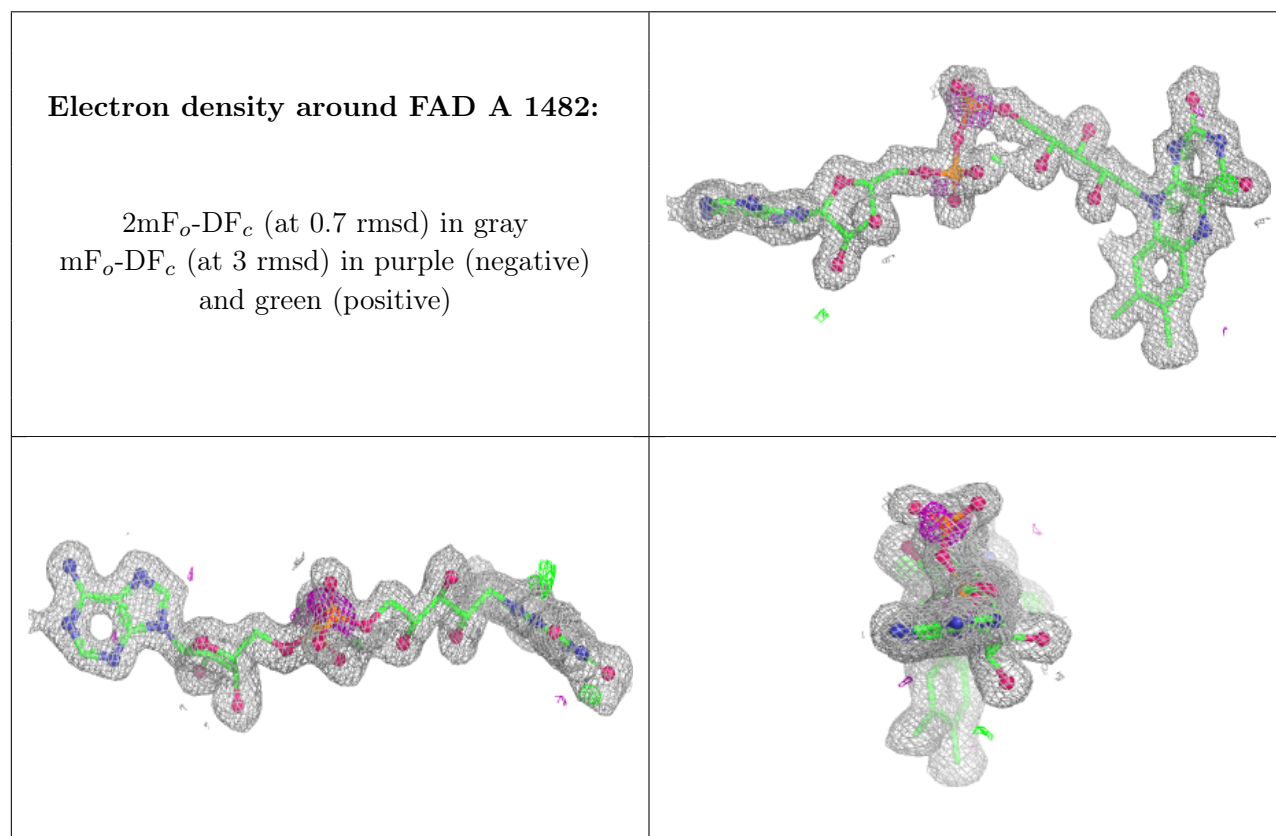 Electron density around FAD A 1482:
2mFₒ-DF𝒸 (at 0.7 rmsd) in gray
mFₒ-DF𝒸 (at 3 rmsd) in purple (negative)
and green (positive)